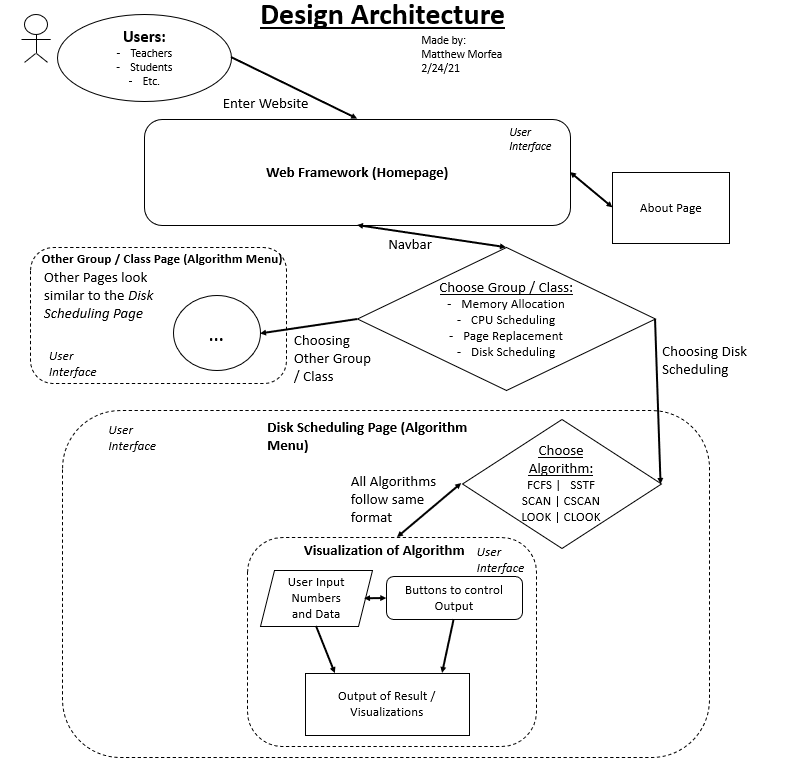 Design Architecture
Made by:
Matthew Morfea
2/24/21
Users:
- Teachers
- Students
- Etc.
Enter Website
User
Interface
Web Framework (Homepage)
About Page
Navbar
Other Group / Class Page (Algorithm Menu)
Other Pages look
similar to the Disk
Scheduling Page
...
User
Interface
Choose Group / Class:
- Memory Allocation
- CPU Scheduling
- Page Replacement
- Disk Scheduling
Choosing
Other Group
/ Class
Choosing Disk
Scheduling
User
Interface
Disk Scheduling Page (Algorithm
Menu)
Choose
Algorithm:
FCFS | SSTF
SCAN | CSCAN
LOOK | CLOOK
All Algorithms
follow same
format
Visualization of Algorithm
User
Interface
User Input
Numbers
and Data
Buttons to control
Output
Output of Result /
Visualizations